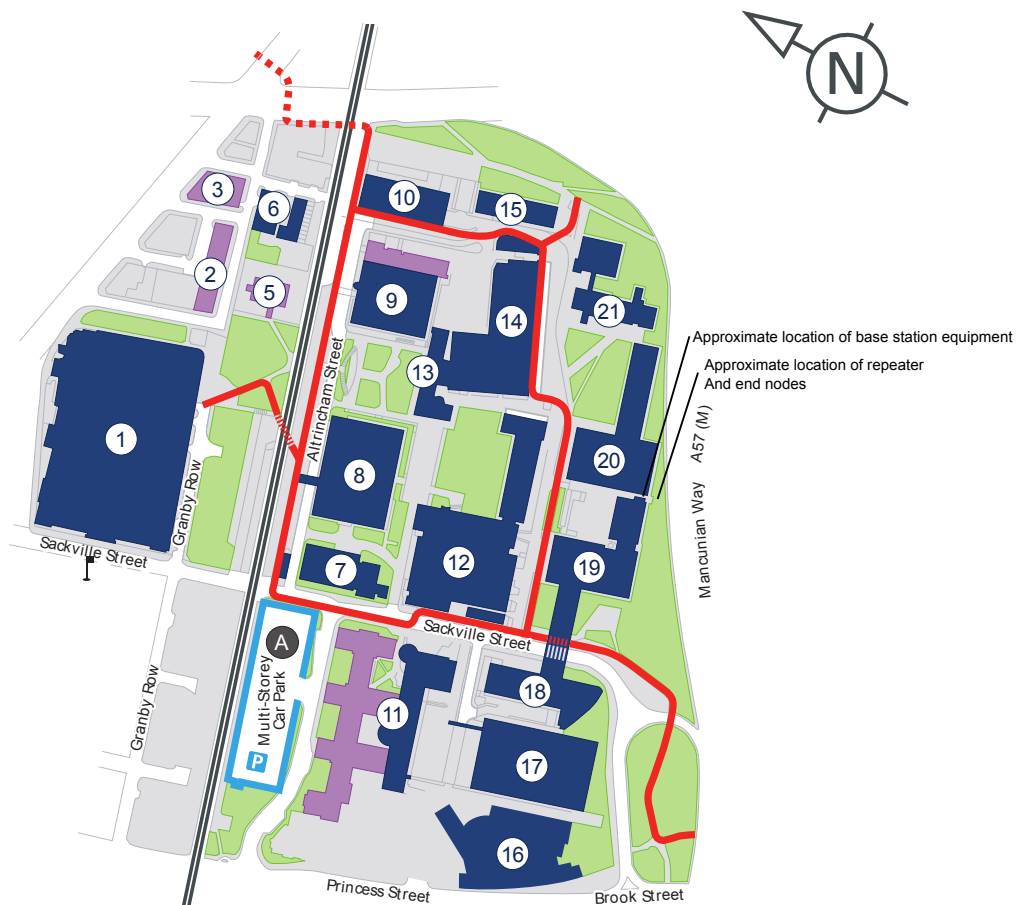 N
3
10
15
6
2
5
9
21
14
Approximate location of base station equipment
Approximate location of repeater
And end nodes
13
Altrincham Street
1
8
20
Mancunian Way A57 (M)
Granby Row
Sackville Street
7
12
19
Sackville Street
A
Multi-Storey
Car Park
P
18
11
Granby Row
17
16
Princess Street
Brook Street